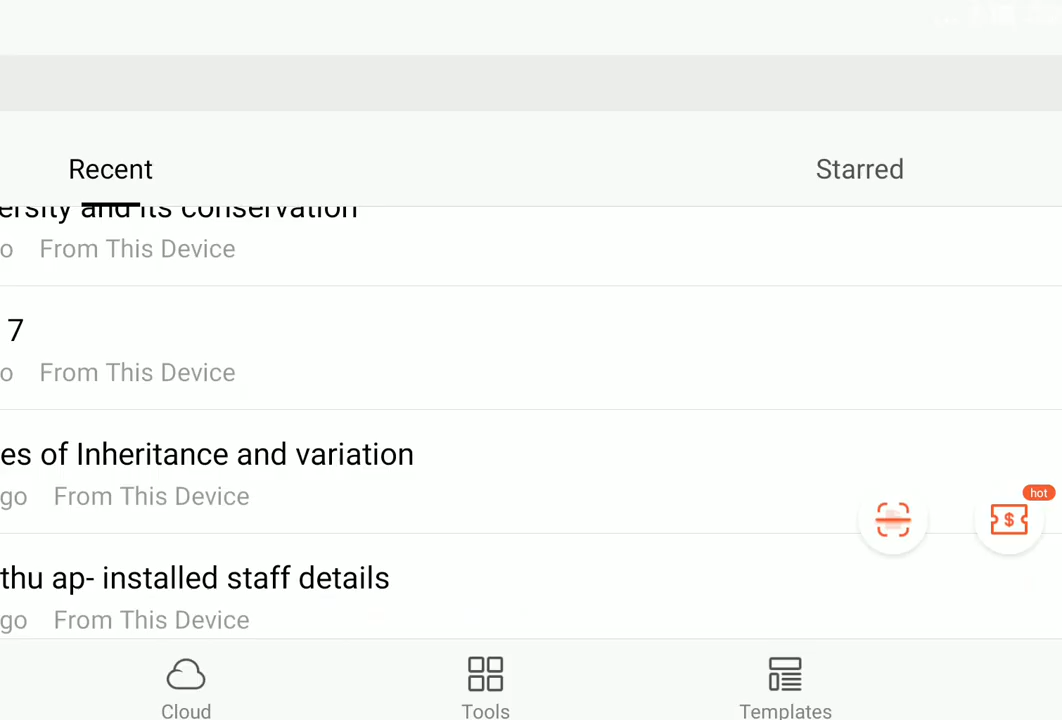 Recent
Starred
ersity and its conservation
o From This Device
7
o From This Device
es of Inheritance and variation
go From This Device
hot
$
thu ap- installed staff details
go From This Device
Cloud
Tools
Templates